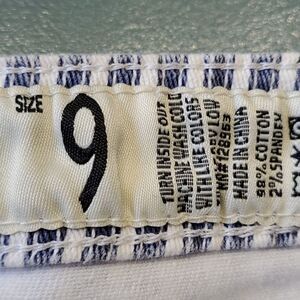 SIZE
9
TURN INSIDE OUT
MACHINE WASH COLD
WITH LIKE COLORS
DRY LOW
MADE IN CHINA
98% COTTON
2% SPANDEX